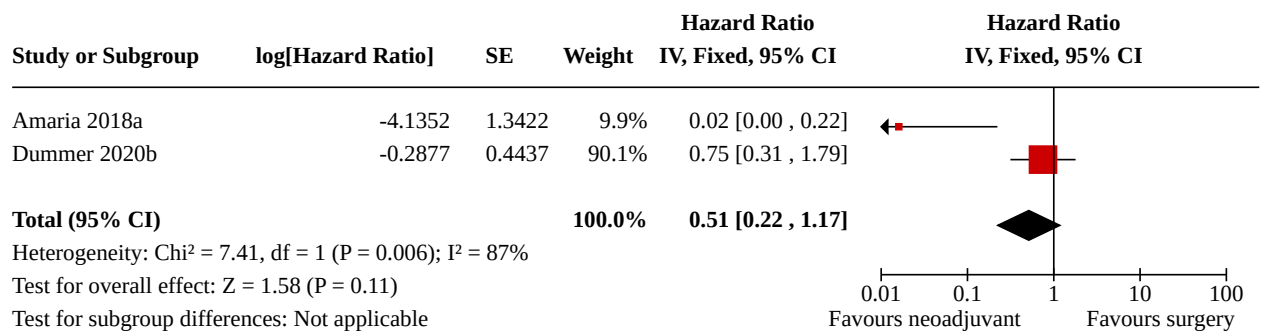 Hazard Ratio Hazard Ratio
Study or Subgroup log[Hazard Ratio] SE Weight IV, Fixed, 95% CI IV, Fixed, 95% CI
Amaria 2018a -4.1352 1.3422 9.9% 0.02 [0.00 , 0.22]
Dummer 2020b -0.2877 0.4437 90.1% 0.75 [0.31 , 1.79]
Total (95% CI) 100.0% 0.51 [0.22 , 1.17]
Heterogeneity: Chi² = 7.41, df = 1 (P = 0.006); I² = 87%
Test for overall effect: Z = 1.58 (P = 0.11)
0.01 0.1 1 10 100
Test for subgroup differences: Not applicable
Favours neoadjuvant Favours surgery